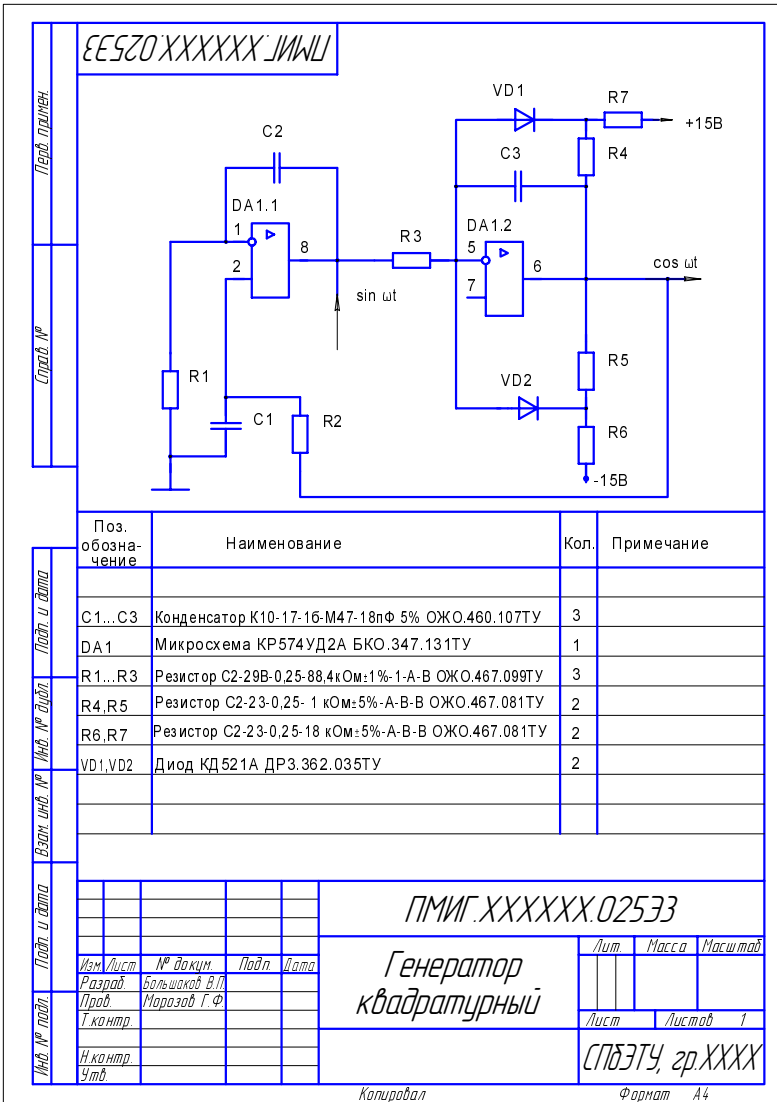 ПМИГ.XXXXXX.025ЭЗ
Перв. примен.
Справ. №
Подп. и дата
Инв. № дубл.
Взам. инв. №
Подп. и дата
Инв. № подл.
VD1
R7
+15В
C2
C3
R4
DA1.1
1
2
8
R3
DA1.2
5
7
6
cos ωt
sin ωt
R1
C1
R2
VD2
R5
R6
-15В
Поз. обозна- чение
Наименование
Кол.
Примечание
C1...C3 Конденсатор К10-17-1б-М47-18пФ 5% ОЖО.460.107ТУ 3
DA1 Микросхема КР574УД2А БКО.347.131ТУ 1
R1...R3 Резистор С2-29В-0,25-88,4кОм±1%-1-А-В ОЖО.467.099ТУ 3
R4,R5 Резистор С2-23-0,25- 1 кОм±5%-А-В-В ОЖО.467.081ТУ 2
R6,R7 Резистор С2-23-0,25-18 кОм±5%-А-В-В ОЖО.467.081ТУ 2
VD1,VD2 Диод КД521А ДР3.362.035ТУ 2
ПМИГ.XXXXXX.025ЭЗ
Изм. Лист № докум. Подп. Дата
Разраб. Большаков В.П.
Пров. Морозов Г.Ф.
Т.контр.
Н.контр.
Утв.
Генератор
квадратурный
Лит. Масса Масштаб
Лист Листов 1
СПбЭТУ, гр.XXXX
Копировал Формат А4